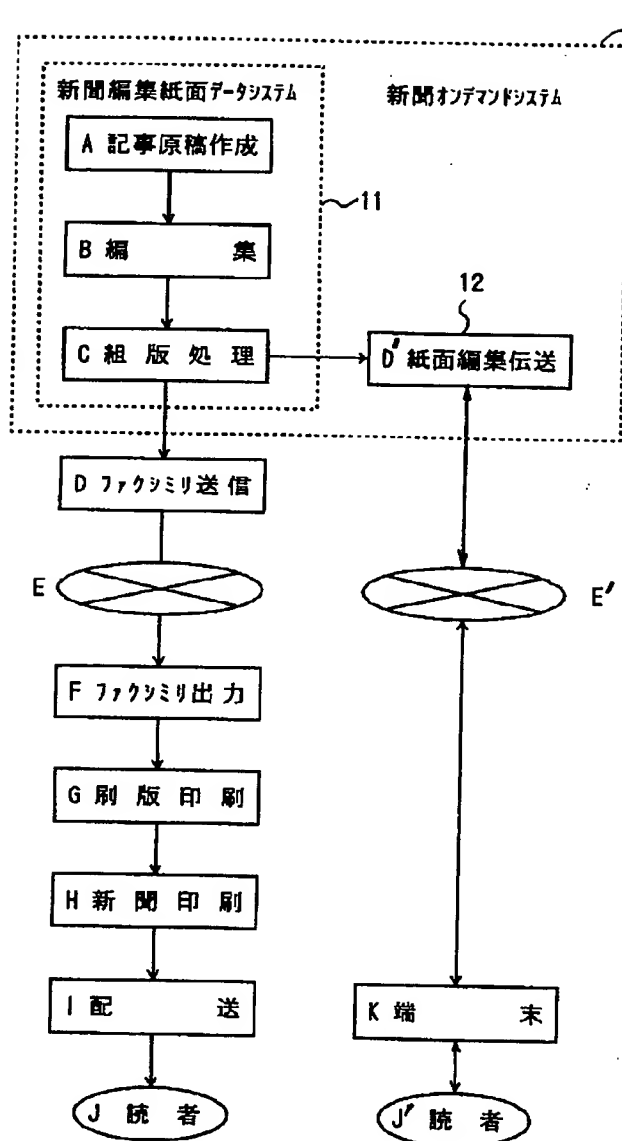 新聞編集紙面データシステム
新聞オンデマンドシステム
A 記事原稿作成
11
B 編 集
12
C 組版処理
D′紙面編集伝送
D ファクシミリ送信
E
E′
F ファクシミリ出力
G 刷版印刷
H 新聞印刷
I 配 送
K 端 末
J 読者
J′ 読者